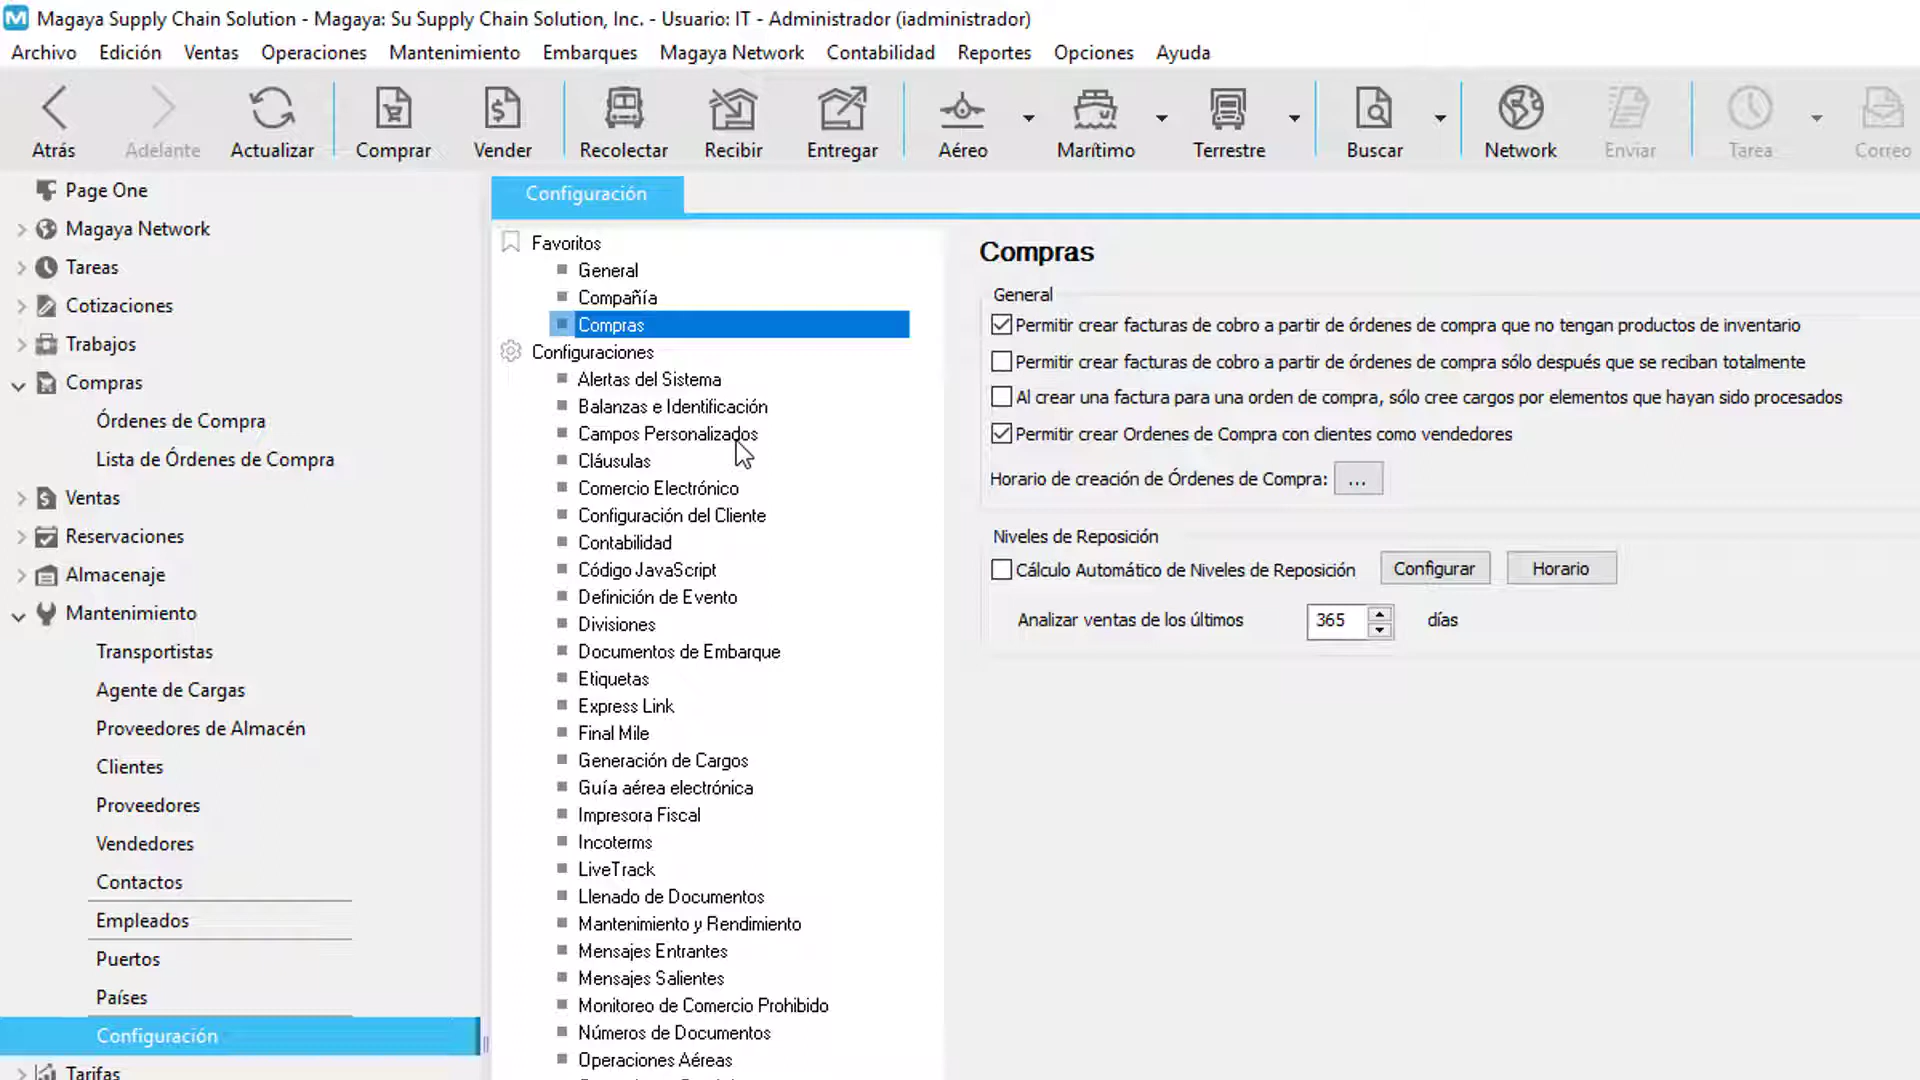 Magaya Supply Chain Solution - Magaya: Su Supply Chain Solution, Inc. - Usuario: IT - Administrador (iadministrador)
Archivo Edición Ventas Operaciones Mantenimiento Embarques Magaya Network Contabilidad Reportes Opciones Ayuda
Atrás Adelante Actualizar Comprar Vender Recolectar Recibir Entregar Aéreo Marítimo Terrestre Buscar Network Enviar Tarea Correo
Page One
Magaya Network
Tareas
Cotizaciones
Trabajos
Compras
Órdenes de Compra
Lista de Órdenes de Compra
Ventas
Reservaciones
Almacenaje
Mantenimiento
Transportistas
Agente de Cargas
Proveedores de Almacén
Clientes
Proveedores
Vendedores
Contactos
Empleados
Puertos
Países
Configuración
Tarifas
Configuración
Favoritos
General
Compañía
Compras
Configuraciones
Alertas del Sistema
Balanzas e Identificación
Campos Personalizados
Cláusulas
Comercio Electrónico
Configuración del Cliente
Contabilidad
Código JavaScript
Definición de Evento
Divisiones
Documentos de Embarque
Etiquetas
Express Link
Final Mile
Generación de Cargos
Guía aérea electrónica
Impresora Fiscal
Incoterms
LiveTrack
Llenado de Documentos
Mantenimiento y Rendimiento
Mensajes Entrantes
Mensajes Salientes
Monitoreo de Comercio Prohibido
Números de Documentos
Operaciones Aéreas
Compras
General
Permitir crear facturas de cobro a partir de órdenes de compra que no tengan productos de inventario
Permitir crear facturas de cobro a partir de órdenes de compra sólo después que se reciban totalmente
Al crear una factura para una orden de compra, sólo cree cargos por elementos que hayan sido procesados
Permitir crear Ordenes de Compra con clientes como vendedores
Horario de creación de Órdenes de Compra: ...
Niveles de Reposición
Cálculo Automático de Niveles de Reposición Configurar Horario
Analizar ventas de los últimos 365 días